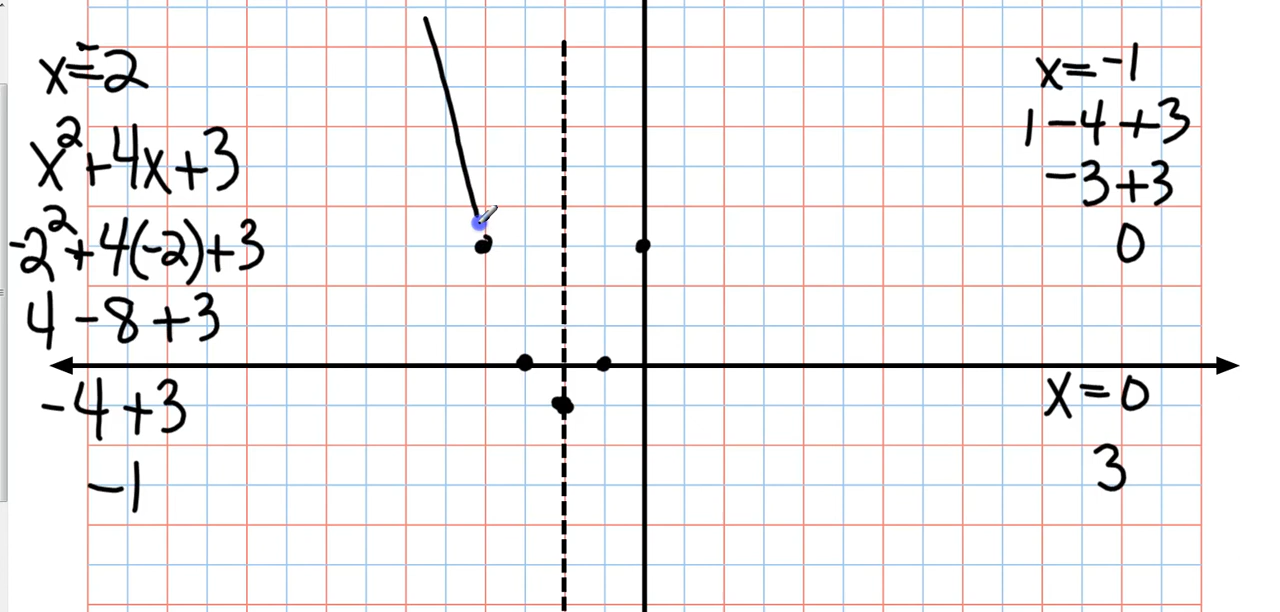 x=-2
x²+4x+3
-2²+4(-2)+3
4-8+3
-4+3
-1
x=-1
1-4+3
-3+3
0
x=0
3